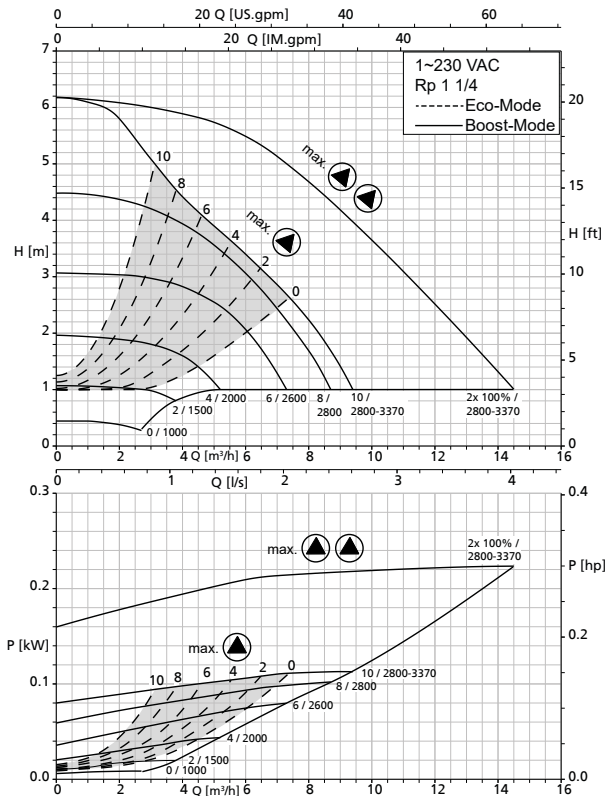 0 20 Q [US.gpm] 40 60
0 20 Q [IM.gpm] 40
7
1~230 VAC
Rp 1 1/4
Eco-Mode
Boost-Mode
6
20
5
max.
15
10
8
6
4
max.
2
0
4
H [m]
H [ft]
3
10
2
5
1
4 / 2000
6 / 2600
8 /
2800
10 /
2800-3370
2x 100% /
2800-3370
2 / 1500
0 / 1000
0
0
0 2 4 Q [m³/h] 6 8 10 12 14 16
0 1 Q [l/s] 2 3 4
0.3
0.4
max.
2x 100% /
2800-3370
P [hp]
0.2
0.2
P [kW]
max.
10 8 6 4 2 0
10 / 2800-3370
8 / 2800
0.1
6 / 2600
4 / 2000
2 / 1500
0 / 1000
0.0
0.0
0 2 4 Q [m³/h] 6 8 10 12 14 16